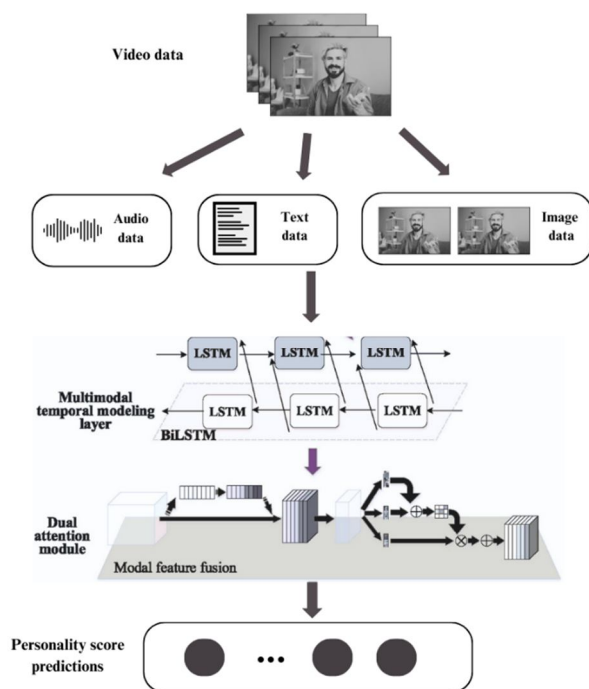 Video data
Audio
data
Text
data
Image
data
LSTM LSTM LSTM
Multimodal
temporal modeling
layer
LSTM LSTM LSTM
BiLSTM
Dual
attention
module
Modal feature fusion
Personality score
predictions